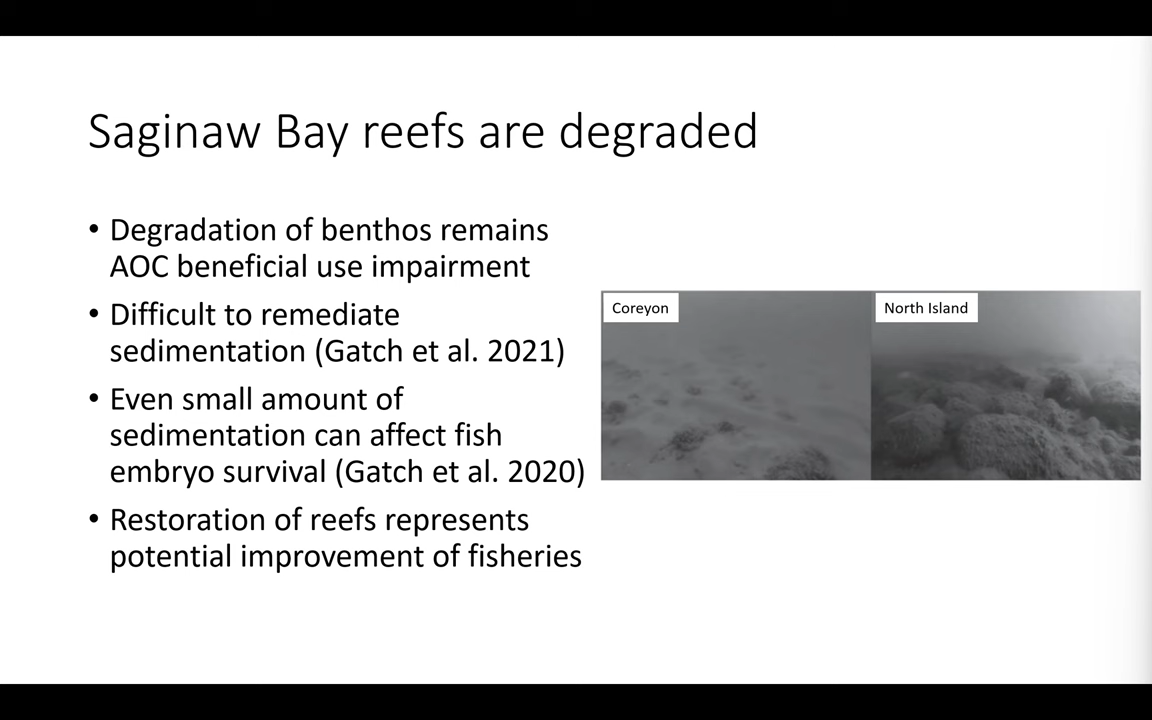 Saginaw Bay reefs are degraded
• Degradation of benthos remains
AOC beneficial use impairment
• Difficult to remediate
sedimentation (Gatch et al. 2021)
• Even small amount of
sedimentation can affect fish
embryo survival (Gatch et al. 2020)
• Restoration of reefs represents
potential improvement of fisheries
Coreyon
North Island